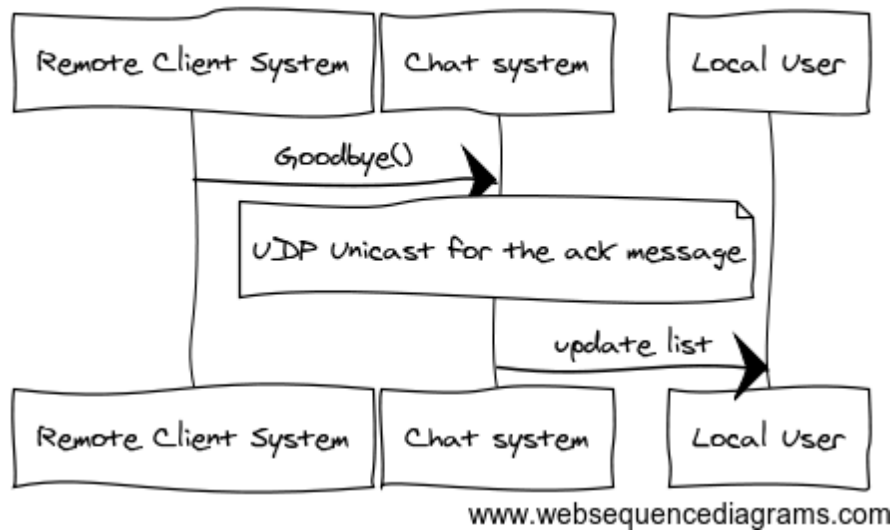 Remote Client System
Chat system
Local User
Goodbye()
UDP Unicast for the ack message
update list
Remote Client System
Chat system
Local User
www.websequencediagrams.com